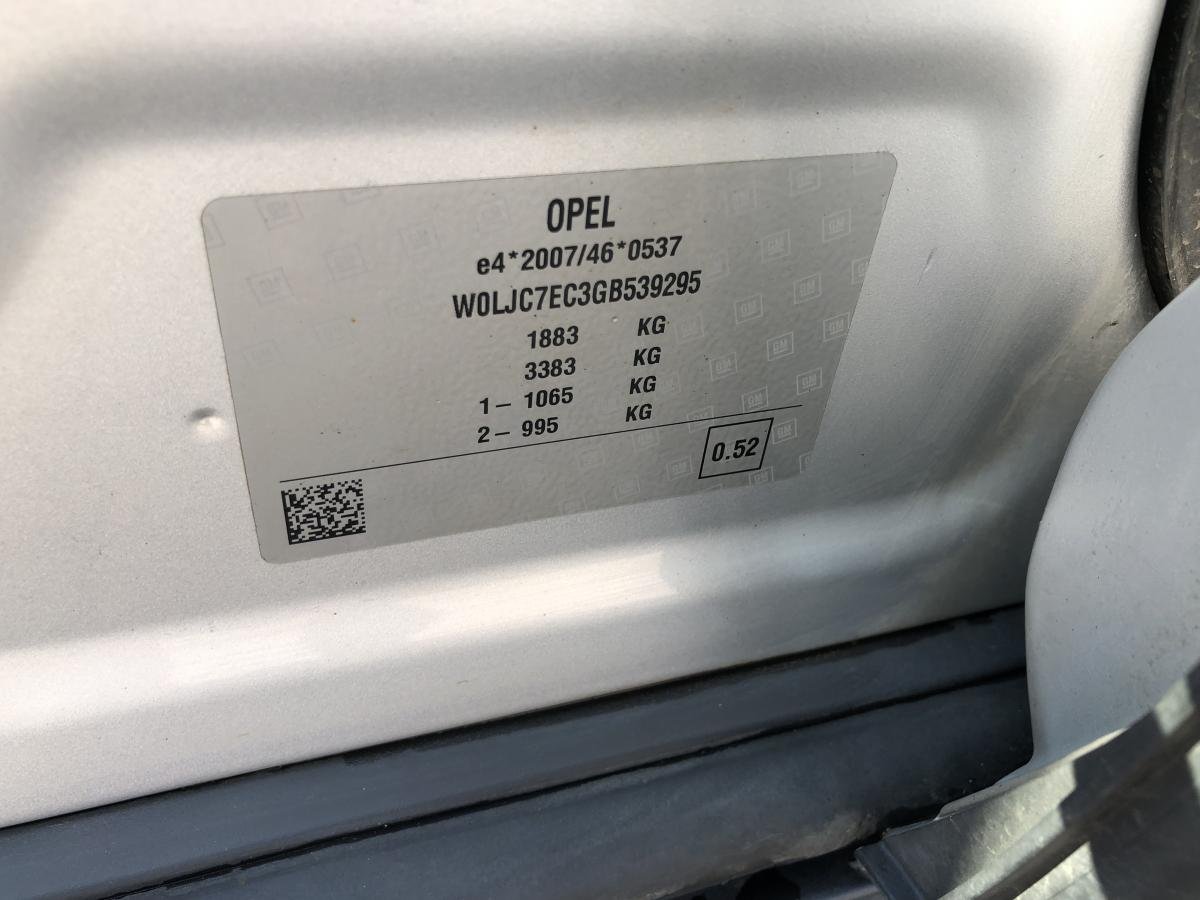 OPEL
e4*2007/46*0537
W0LJC7EC3GB539295
1883 KG
3383 KG
1– 1065 KG
2– 995 KG
0.52